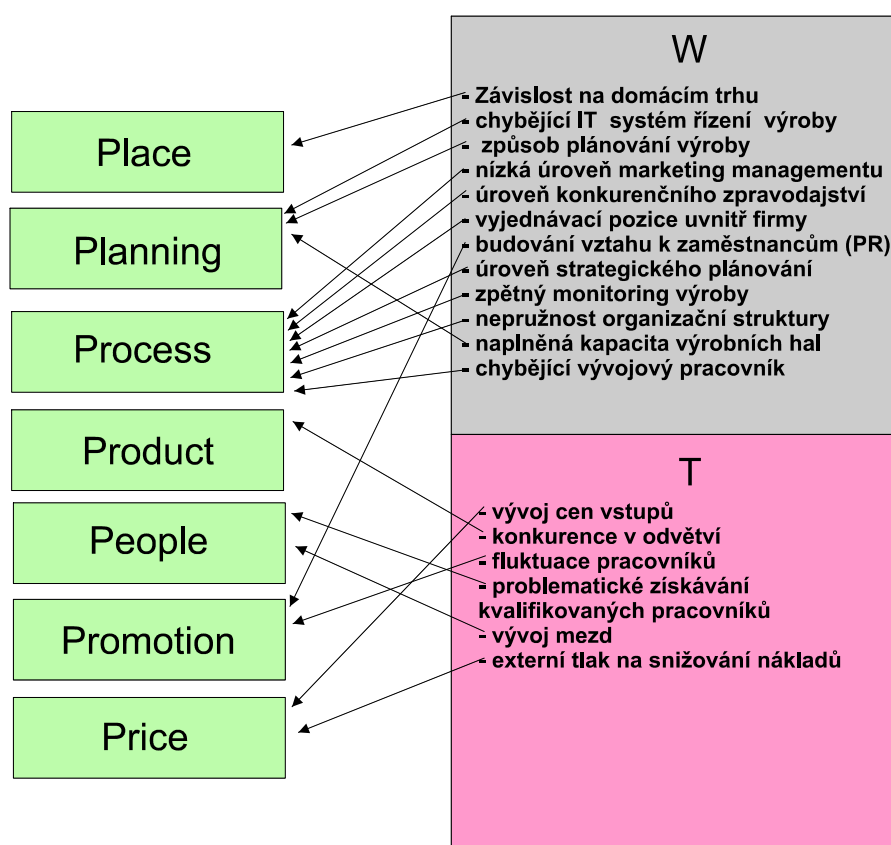 Place
Planning
Process
Product
People
Promotion
Price
W
- Závislost na domácím trhu
- chybějící IT systém řízení výroby
- způsob plánování výroby
- nízká úroveň marketing managementu
- úroveň konkurenčního zpravodajství
- vyjednávací pozice uvnitř firmy
- budování vztahu k zaměstnancům (PR)
- úroveň strategického plánování
- zpětný monitoring výroby
- nepružnost organizační struktury
- naplněná kapacita výrobních hal
- chybějící vývojový pracovník
T
- vývoj cen vstupů
- konkurence v odvětví
- fluktuace pracovníků
- problematické získávání
kvalifikovaných pracovníků
- vývoj mezd
- externí tlak na snižování nákladů